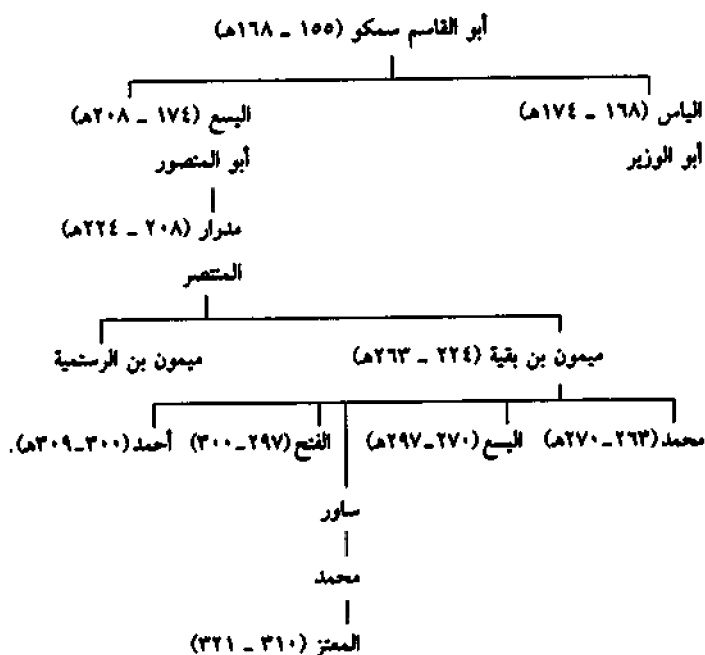 أبو القاسم سمكو (١٥٥ ـ ١٦٨هـ)
الياس (١٦٨ ـ ١٧٤هـ) اليسع (١٧٤ ـ ٢٠٨هـ)
أبو الوزير أبو المنصور
مدرار (٢٠٨ ـ ٢٢٤هـ)
المنتصر
ميمون بن بقية (٢٢٤ ـ ٢٦٣هـ) ميمون بن الرستمية
محمد(٢٦٣ـ٢٧٠هـ) اليسع(٢٧٠ـ٢٩٧هـ) الفتح(٢٩٧ـ٣٠٠) أحمد(٣٠٠ـ٣٠٩هـ).
ساور
محمد
المعتز (٣١٠ ـ ٣٢١)